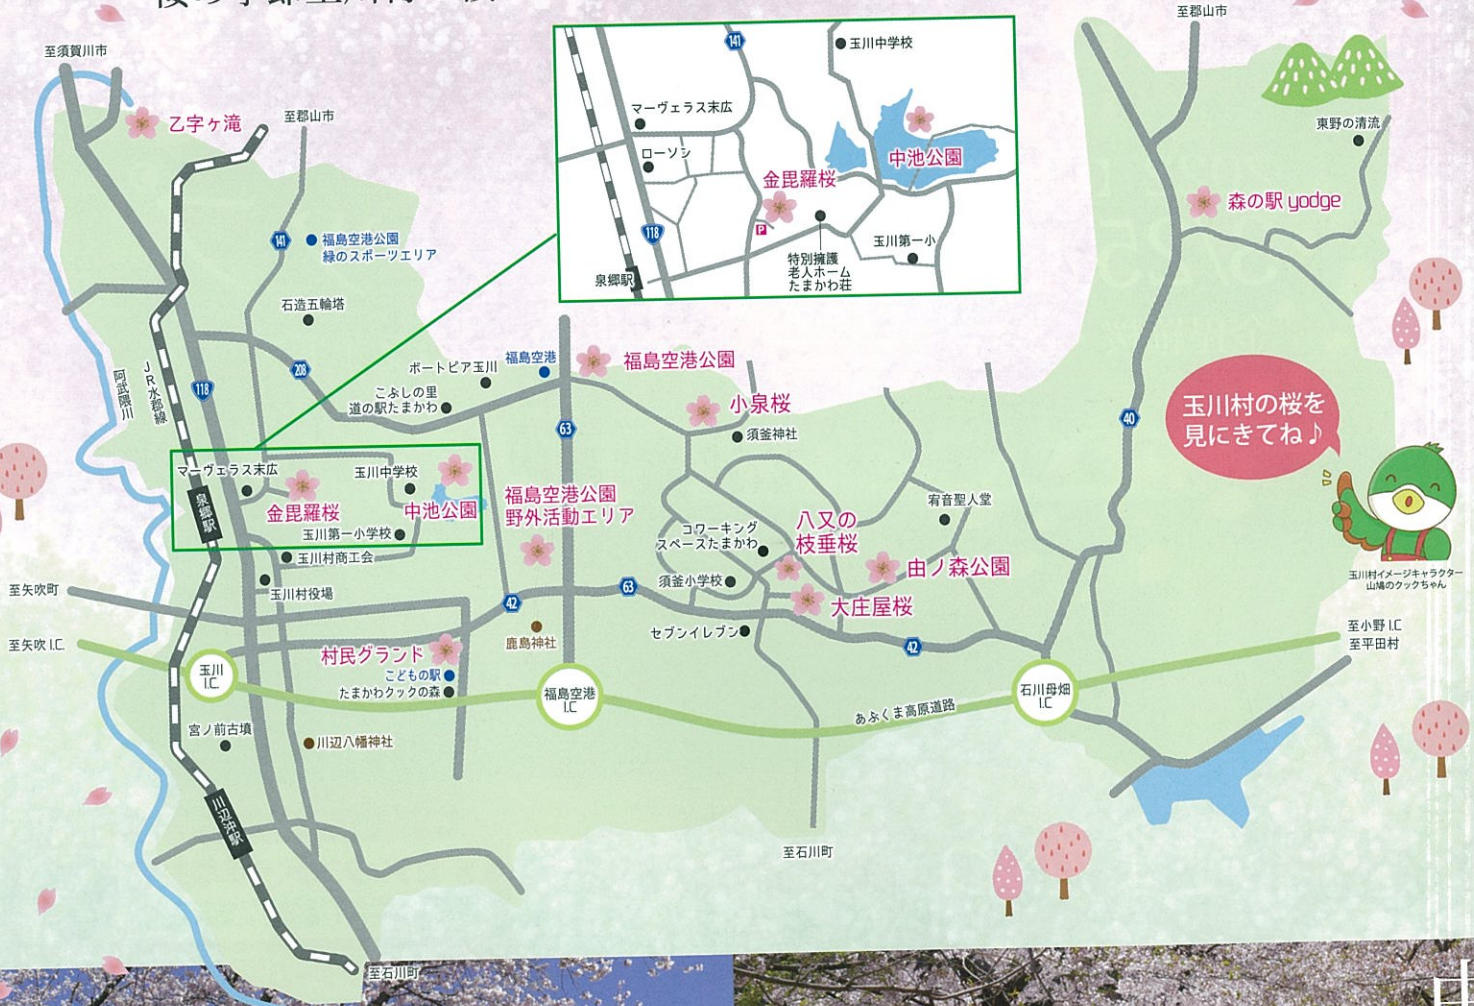 至須賀川市
乙字ヶ滝
至郡山市
141
福島空港公園
緑のスポーツエリア
石造五輪塔
208
118
JR水郡線
阿武隈川
ボートピア玉川
福島空港
こぶしの里
道の駅たまかわ
福島空港公園
小泉桜
須釜神社
63
141
玉川中学校
マーヴェラス末広
ローソン
中池公園
金毘羅桜
P
118
玉川第一小
特別擁護
老人ホーム
たまかわ荘
泉郷駅
至郡山市
東野の清流
森の駅 yodge
40
玉川村の桜を
見にきてね♪
玉川村イメージキャラクター
山鳩のクックちゃん
マーヴェラス末広
玉川中学校
泉郷駅
金毘羅桜
中池公園
玉川第一小学校
玉川村商工会
玉川村役場
福島空港公園
野外活動エリア
コワーキング
スペースたまかわ
八又の
枝垂桜
宥音聖人堂
由ノ森公園
須釜小学校
大庄屋桜
セブンイレブン
63
42
42
鹿島神社
至矢吹町
至矢吹 I.C
玉川
I.C
村民グランド
こどもの駅
たまかわクックの森
福島空港
I.C
あぶくま高原道路
石川母畑
I.C
至小野 I.C
至平田村
宮ノ前古墳
川辺八幡神社
川辺沖駅
至石川町
至石川町